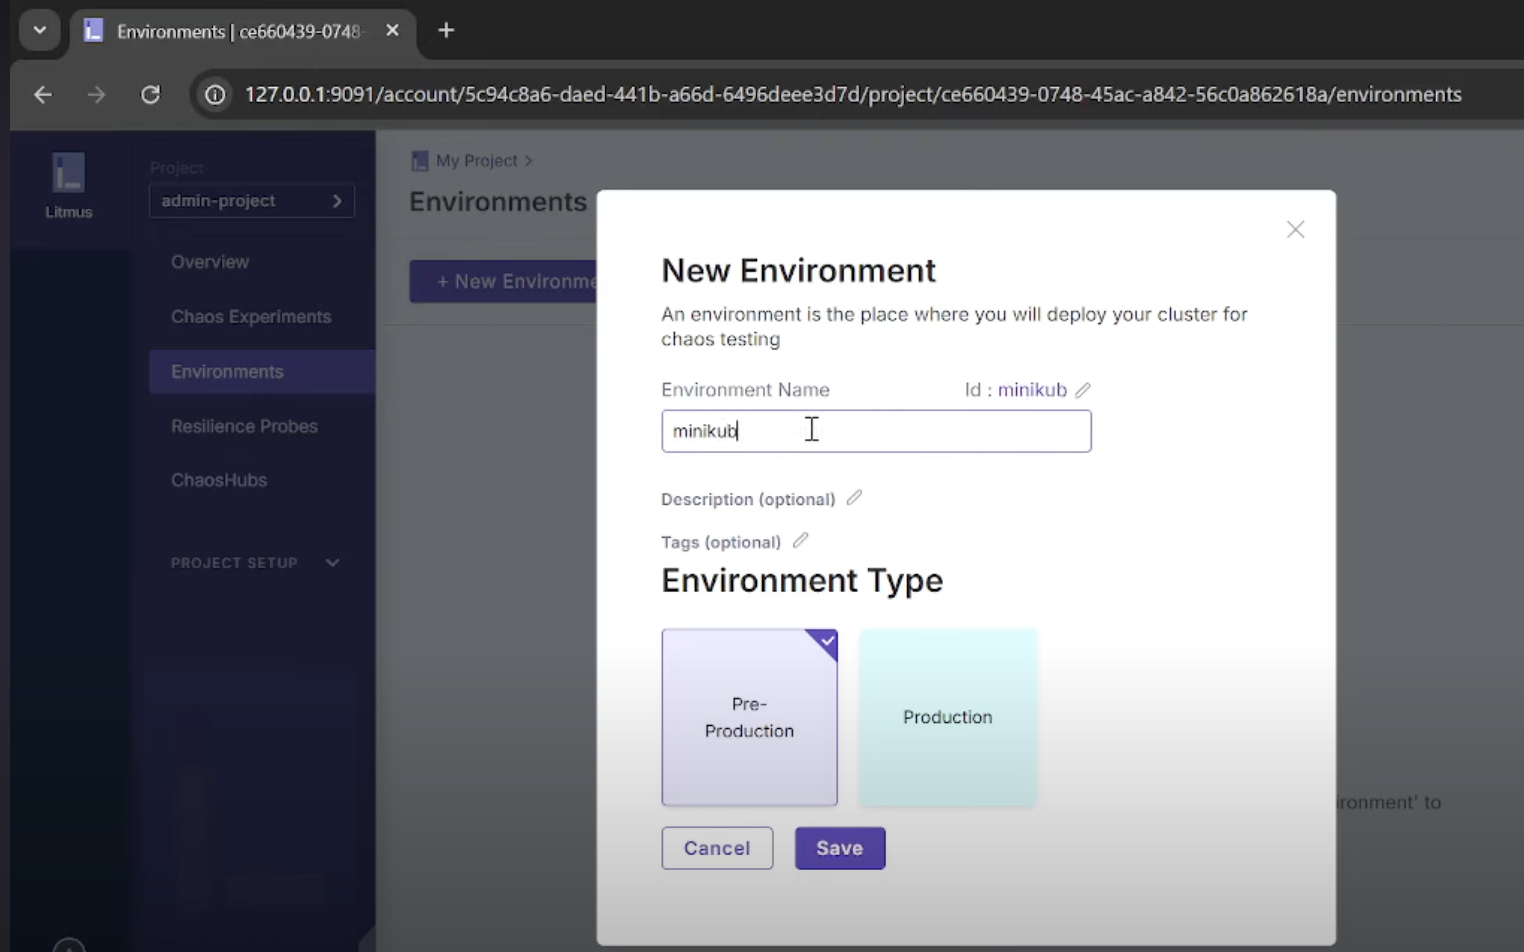 Environments | ce660439-0748-
127.0.0.1:9091/account/5c94c8a6-daed-441b-a66d-6496deee3d7d/project/ce660439-0748-45ac-a842-56c0a862618a/environments
Litmus
Project
admin-project
Overview
Chaos Experiments
Environments
Resilience Probes
ChaosHubs
PROJECT SETUP
My Project >
Environments
+ New Environme
New Environment
An environment is the place where you will deploy your cluster for
chaos testing
Environment Name
Id : minikub
minikub
Description (optional)
Tags (optional)
Environment Type
Pre-
Production
Production
ironment' to
Cancel
Save